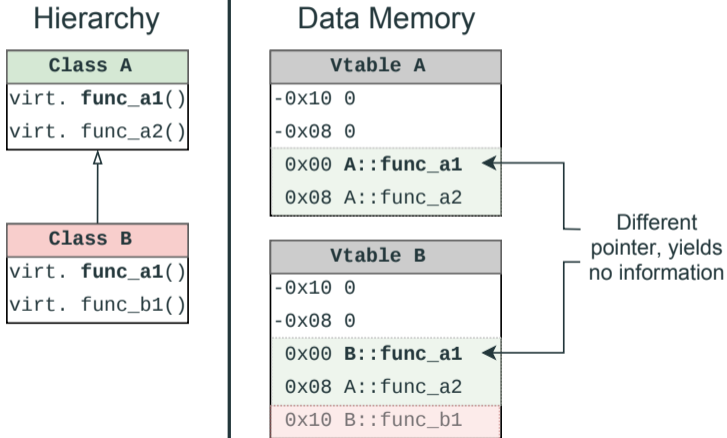 Hierarchy
Class A
virt. func_a1()
virt. func_a2()
Class B
virt. func_a1()
virt. func_b1()
Data Memory
Vtable A
-0x10 0
-0x08 0
0x00 A::func_a1
0x08 A::func_a2
Vtable B
-0x10 0
-0x08 0
0x00 B::func_a1
0x08 A::func_a2
0x10 B::func_b1
Different
pointer, yields
no information